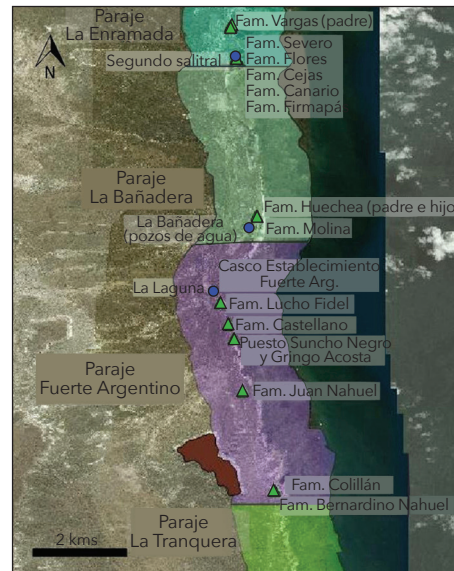 Paraje
La Enramada
Fam. Vargas (padre)
N
Segundo salitral
Fam. Severo
Fam. Flores
Fam. Cejas
Fam. Canario
Fam. Firmapá
Paraje
La Bañadera
Fam. Huechea (padre e hijo)
La Bañadera
(pozos de agua)
Fam. Molina
Casco Establecimiento
Fuerte Arg.
La Laguna
Fam. Lucho Fidel
Fam. Castellano
Puesto Suncho Negro
y Gringo Acosta
Paraje
Fuerte Argentino
Fam. Juan Nahuel
Fam. Colillán
Fam. Bernardino Nahuel
Paraje
La Tranquera
2 kms